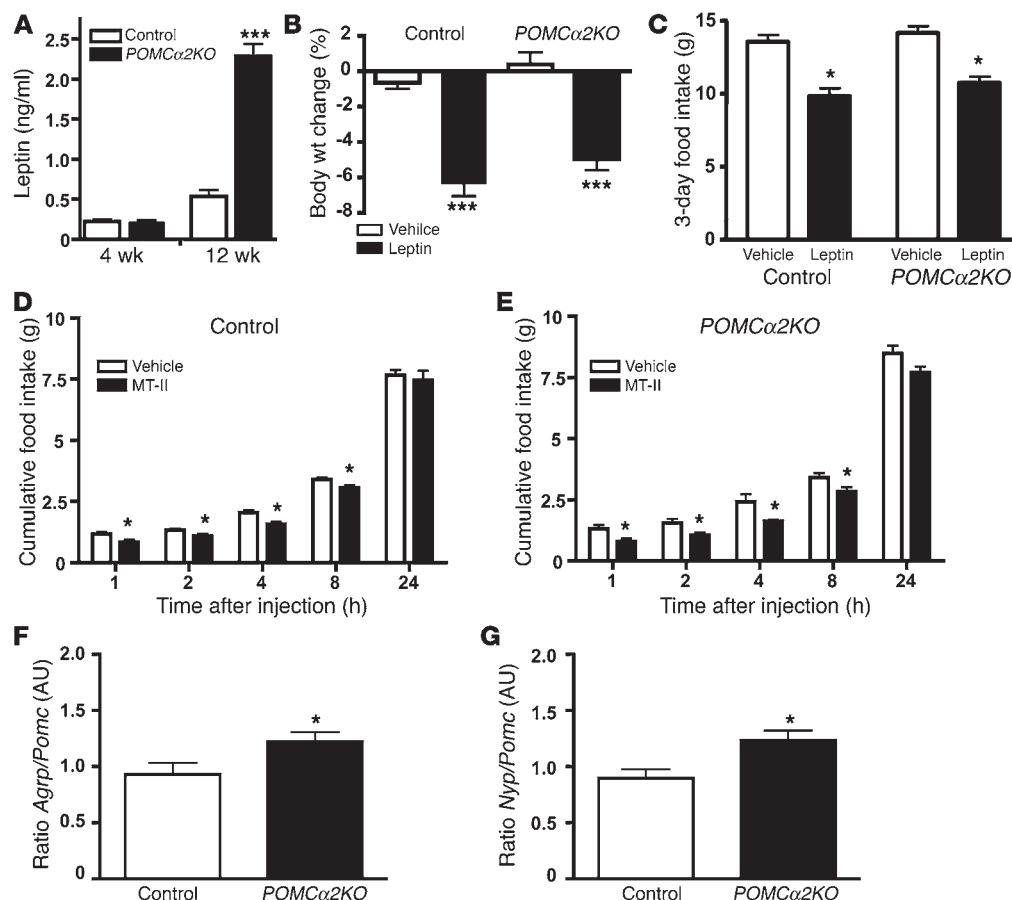 A
Leptin (ng/ml)
2.5
2.0
1.5
1.0
0.5
0
Control
POMCα2KO
***
4 wk
12 wk
B
Body wt change (%)
Control
POMCα2KO
2
0
-2
-4
-6
-8
***
***
Vehilce
Leptin
C
3-day food intake (g)
15
10
5
0
*
*
Vehicle Leptin Vehicle Leptin
Control POMCα2KO
D
Cumulative food intake (g)
Control
10
7.5
5
2.5
0
Vehicle
MT-II
*
*
*
*
1 2 4 8 24
Time after injection (h)
E
Cumulative food intake (g)
POMCα2KO
10
7.5
5
2.5
0
Vehicle
MT-II
*
*
*
*
1 2 4 8 24
Time after injection (h)
F
Ratio Agrp/Pomc (AU)
2.0
1.5
1.0
0.5
0
*
Control POMCα2KO
G
Ratio Nyp/Pomc (AU)
2.0
1.5
1.0
0.5
0
*
Control POMCα2KO